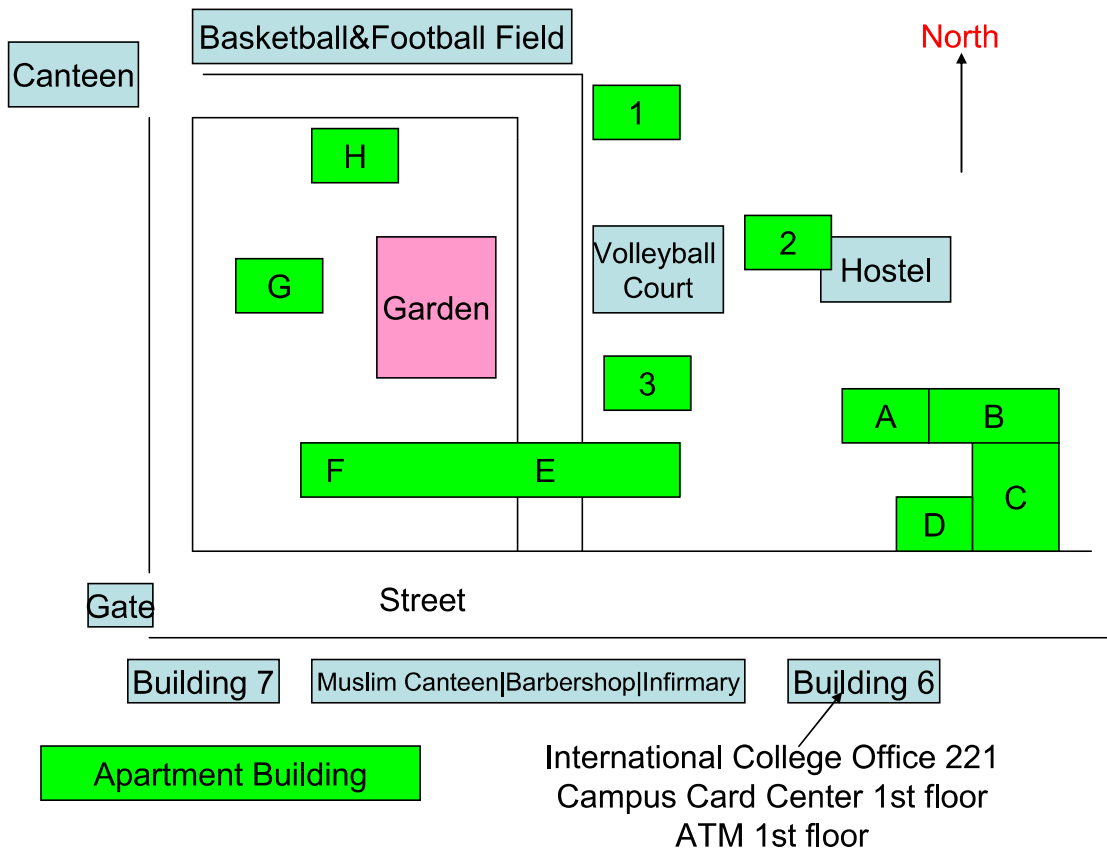 Basketball&Football Field
North
Canteen
1
H
2
Volleyball
Court
Hostel
G
Garden
3
A
B
F
E
C
D
Gate
Street
Building 7
Muslim Canteen|Barbershop|Infirmary
Building 6
International College Office 221
Campus Card Center 1st floor
ATM 1st floor
Apartment Building